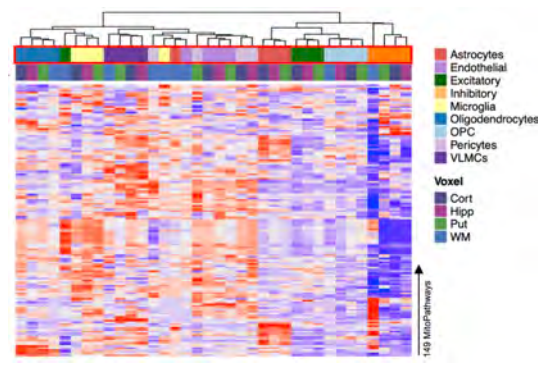 Astrocytes
Endothelial
Excitatory
Inhibitory
Microglia
Oligodendrocytes
OPC
Pericytes
VLMCs
Voxel
Cort
Hipp
Put
WM
149 MitoPathways